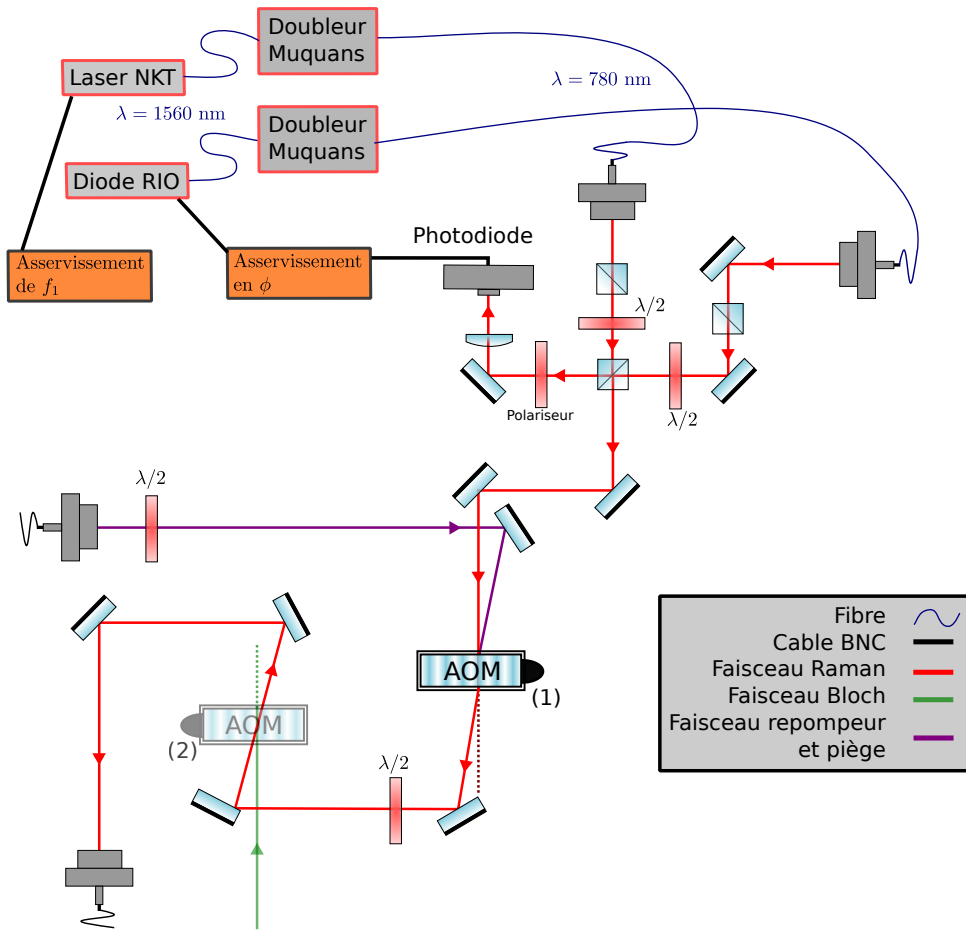 Doubleur
Muquans
Laser NKT
λ = 1560 nm
λ = 780 nm
Doubleur
Muquans
Diode RIO
Asservissement
de f₁
Asservissement
en ϕ
Photodiode
λ/2
Polariseur
λ/2
λ/2
AOM
(1)
AOM
(2)
λ/2
Fibre
Cable BNC
Faisceau Raman
Faisceau Bloch
Faisceau repompeur
et piège